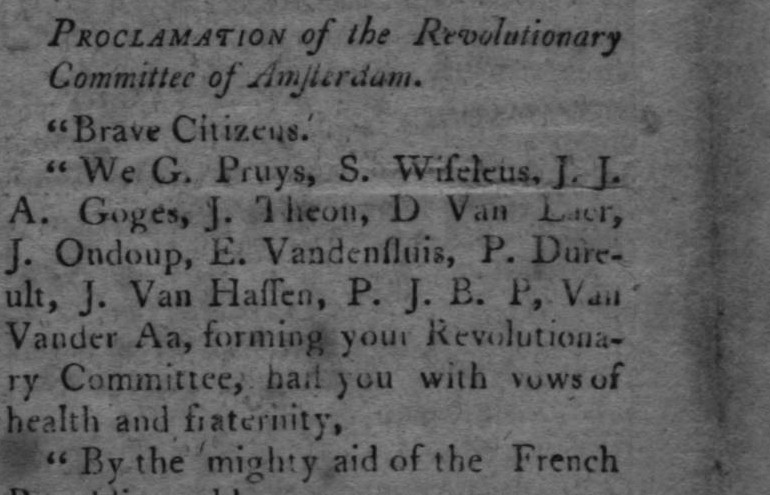 PROCLAMATION of the Revolutionary
Committee of Amſterdam.
“Brave Citizens!
“ We G. Pruys, S. Wiſeleus, J. J.
A. Goges, J. Theon, D Van Laer,
J. Ondoup, E. Vandenſluis, P. Dure-
ult, J. Van Haſſen, P. J. B. P, Van
Vander Aa, forming your Revolutiona-
ry Committee, hail you with vows of
health and fraternity,
“ By the mighty aid of the French